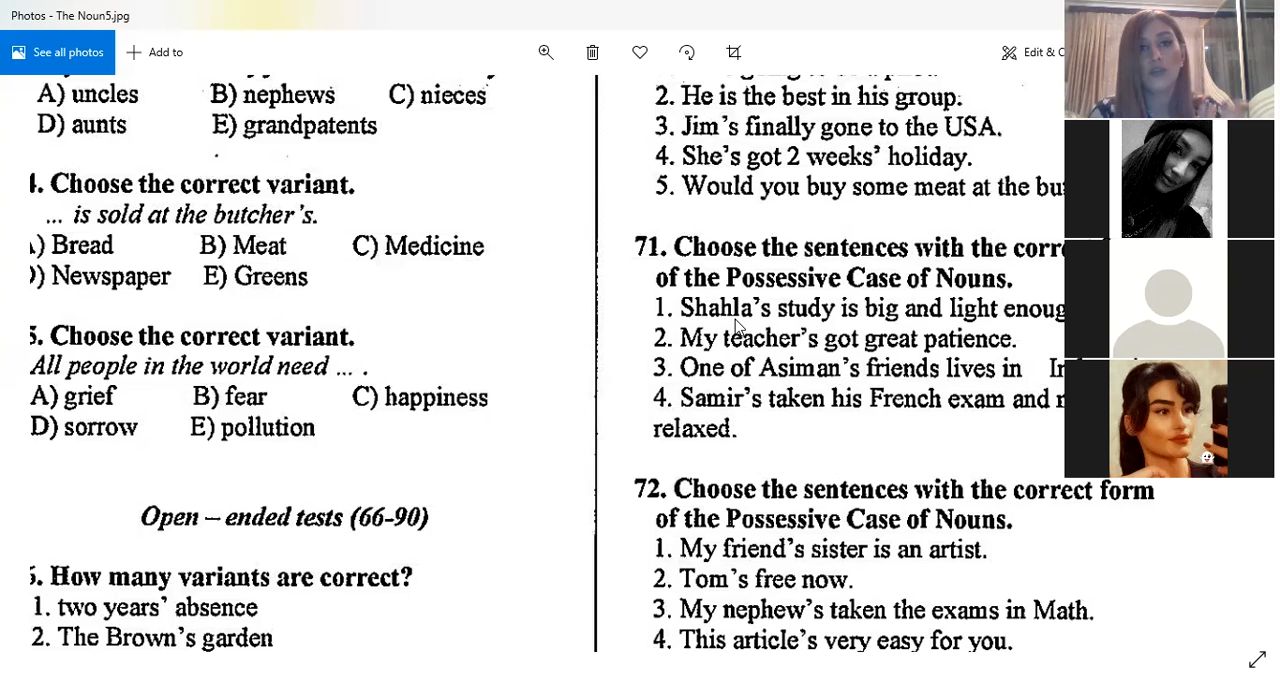 Photos - The Noun5.jpg
See all photos
Add to
Edit & C
A) uncles B) nephews C) nieces
D) aunts E) grandpatents
. Choose the correct variant.
... is sold at the butcher's.
) Bread B) Meat C) Medicine
) Newspaper E) Greens
5. Choose the correct variant.
All people in the world need ... .
A) grief B) fear C) happiness
D) sorrow E) pollution
Open – ended tests (66-90)
. How many variants are correct?
1. two years' absence
2. The Brown's garden
2. He is the best in his group.
3. Jim's finally gone to the USA.
4. She's got 2 weeks' holiday.
5. Would you buy some meat at the bu
71. Choose the sentences with the corre
of the Possessive Case of Nouns.
1. Shahla's study is big and light enoug
2. My teacher's got great patience.
3. One of Asiman's friends lives in
4. Samir's taken his French exam and
relaxed.
72. Choose the sentences with the correct form
of the Possessive Case of Nouns.
1. My friend's sister is an artist.
2. Tom's free now.
3. My nephew's taken the exams in Math.
4. This article's very easy for you.